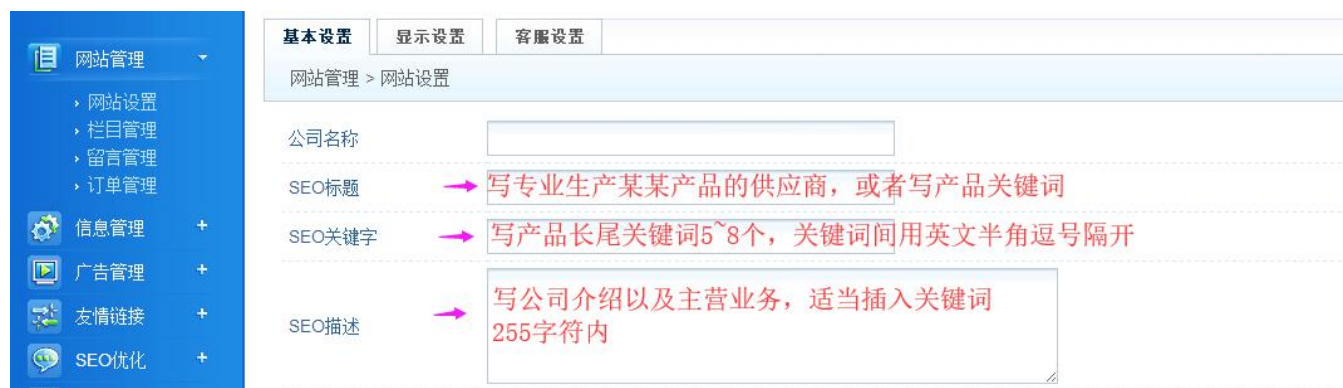 网站管理
网站设置
栏目管理
留言管理
订单管理
信息管理 +
广告管理 +
友情链接 +
SEO优化 +
基本设置 显示设置 客服设置
网站管理 > 网站设置
公司名称
SEO标题 写专业生产某某产品的供应商，或者写产品关键词
SEO关键字 写产品长尾关键词5~8个，关键词间用英文半角逗号隔开
SEO描述 写公司介绍以及主营业务，适当插入关键词
255字符内